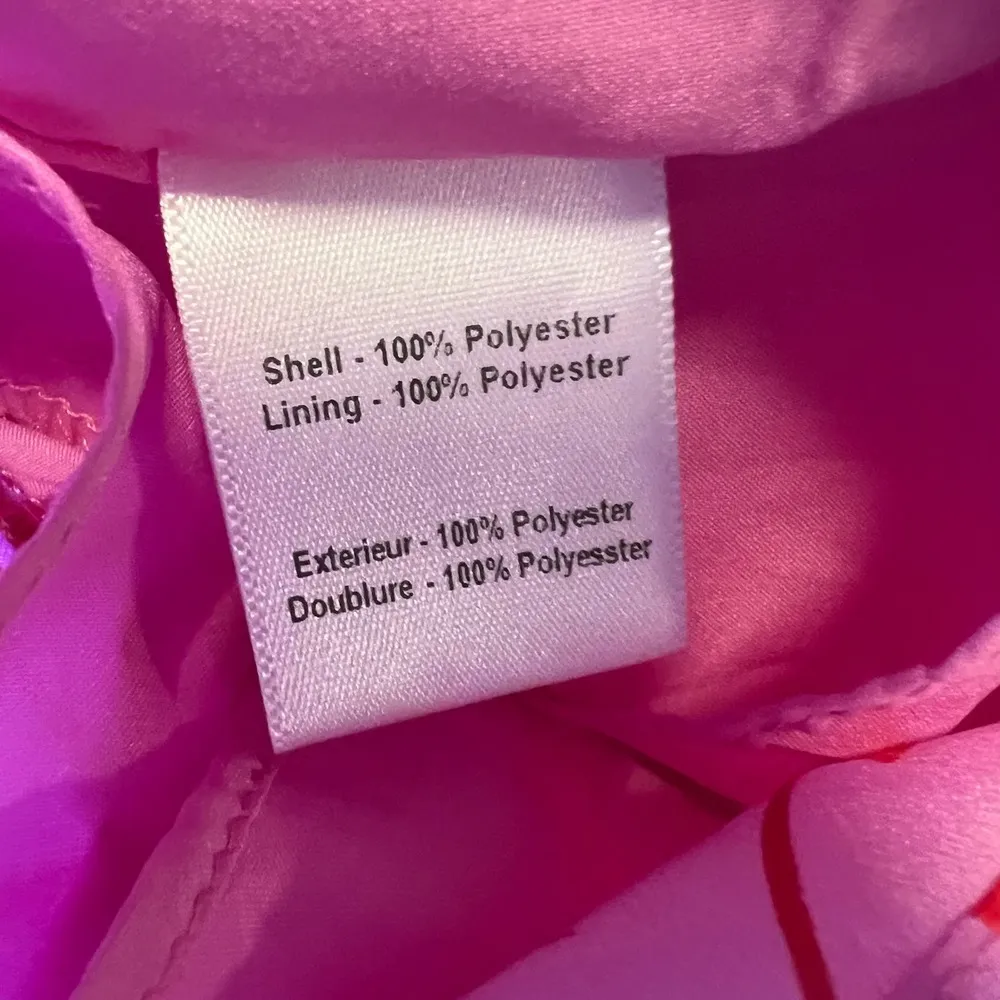 Shell - 100% Polyester
Lining - 100% Polyester
Exterieur - 100% Polyester
Doublure - 100% Polyesster